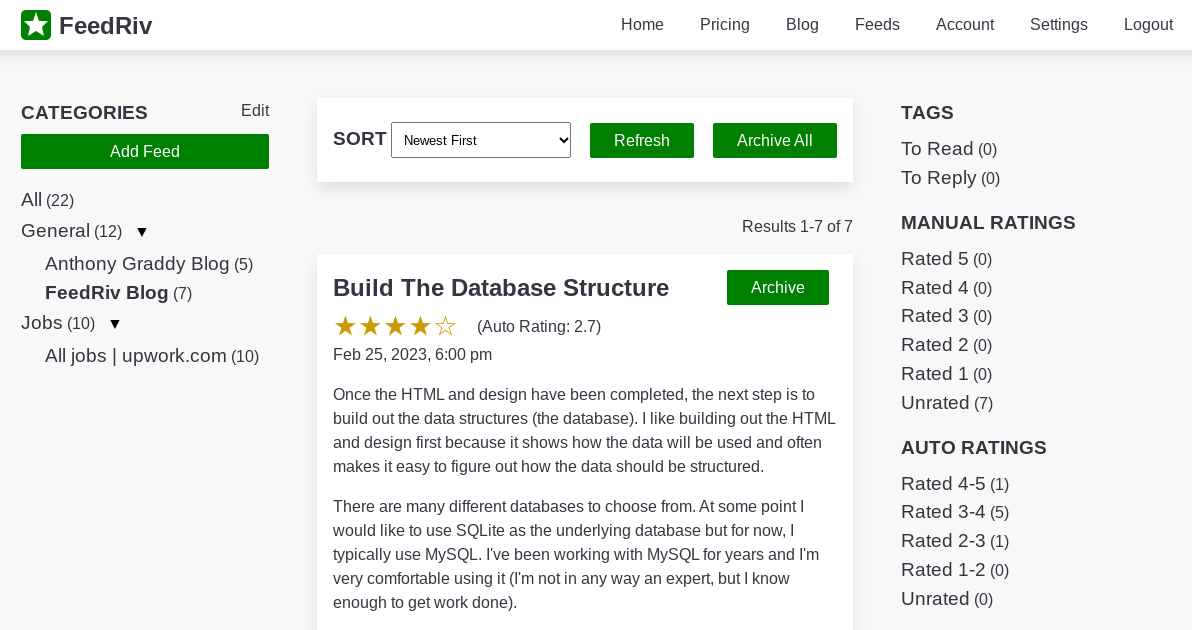 FeedRiv
Home Pricing Blog Feeds Account Settings Logout
CATEGORIES Edit
Add Feed
All (22)
General (12) ▼
Anthony Graddy Blog (5)
FeedRiv Blog (7)
Jobs (10) ▼
All jobs | upwork.com (10)
SORT Newest First Refresh Archive All
Results 1-7 of 7
Build The Database Structure Archive
★★★★☆ (Auto Rating: 2.7)
Feb 25, 2023, 6:00 pm
Once the HTML and design have been completed, the next step is to
build out the data structures (the database). I like building out the HTML
and design first because it shows how the data will be used and often
makes it easy to figure out how the data should be structured.
There are many different databases to choose from. At some point I
would like to use SQLite as the underlying database but for now, I
typically use MySQL. I've been working with MySQL for years and I'm
very comfortable using it (I'm not in any way an expert, but I know
enough to get work done).
TAGS
To Read (0)
To Reply (0)
MANUAL RATINGS
Rated 5 (0)
Rated 4 (0)
Rated 3 (0)
Rated 2 (0)
Rated 1 (0)
Unrated (7)
AUTO RATINGS
Rated 4-5 (1)
Rated 3-4 (5)
Rated 2-3 (1)
Rated 1-2 (0)
Unrated (0)